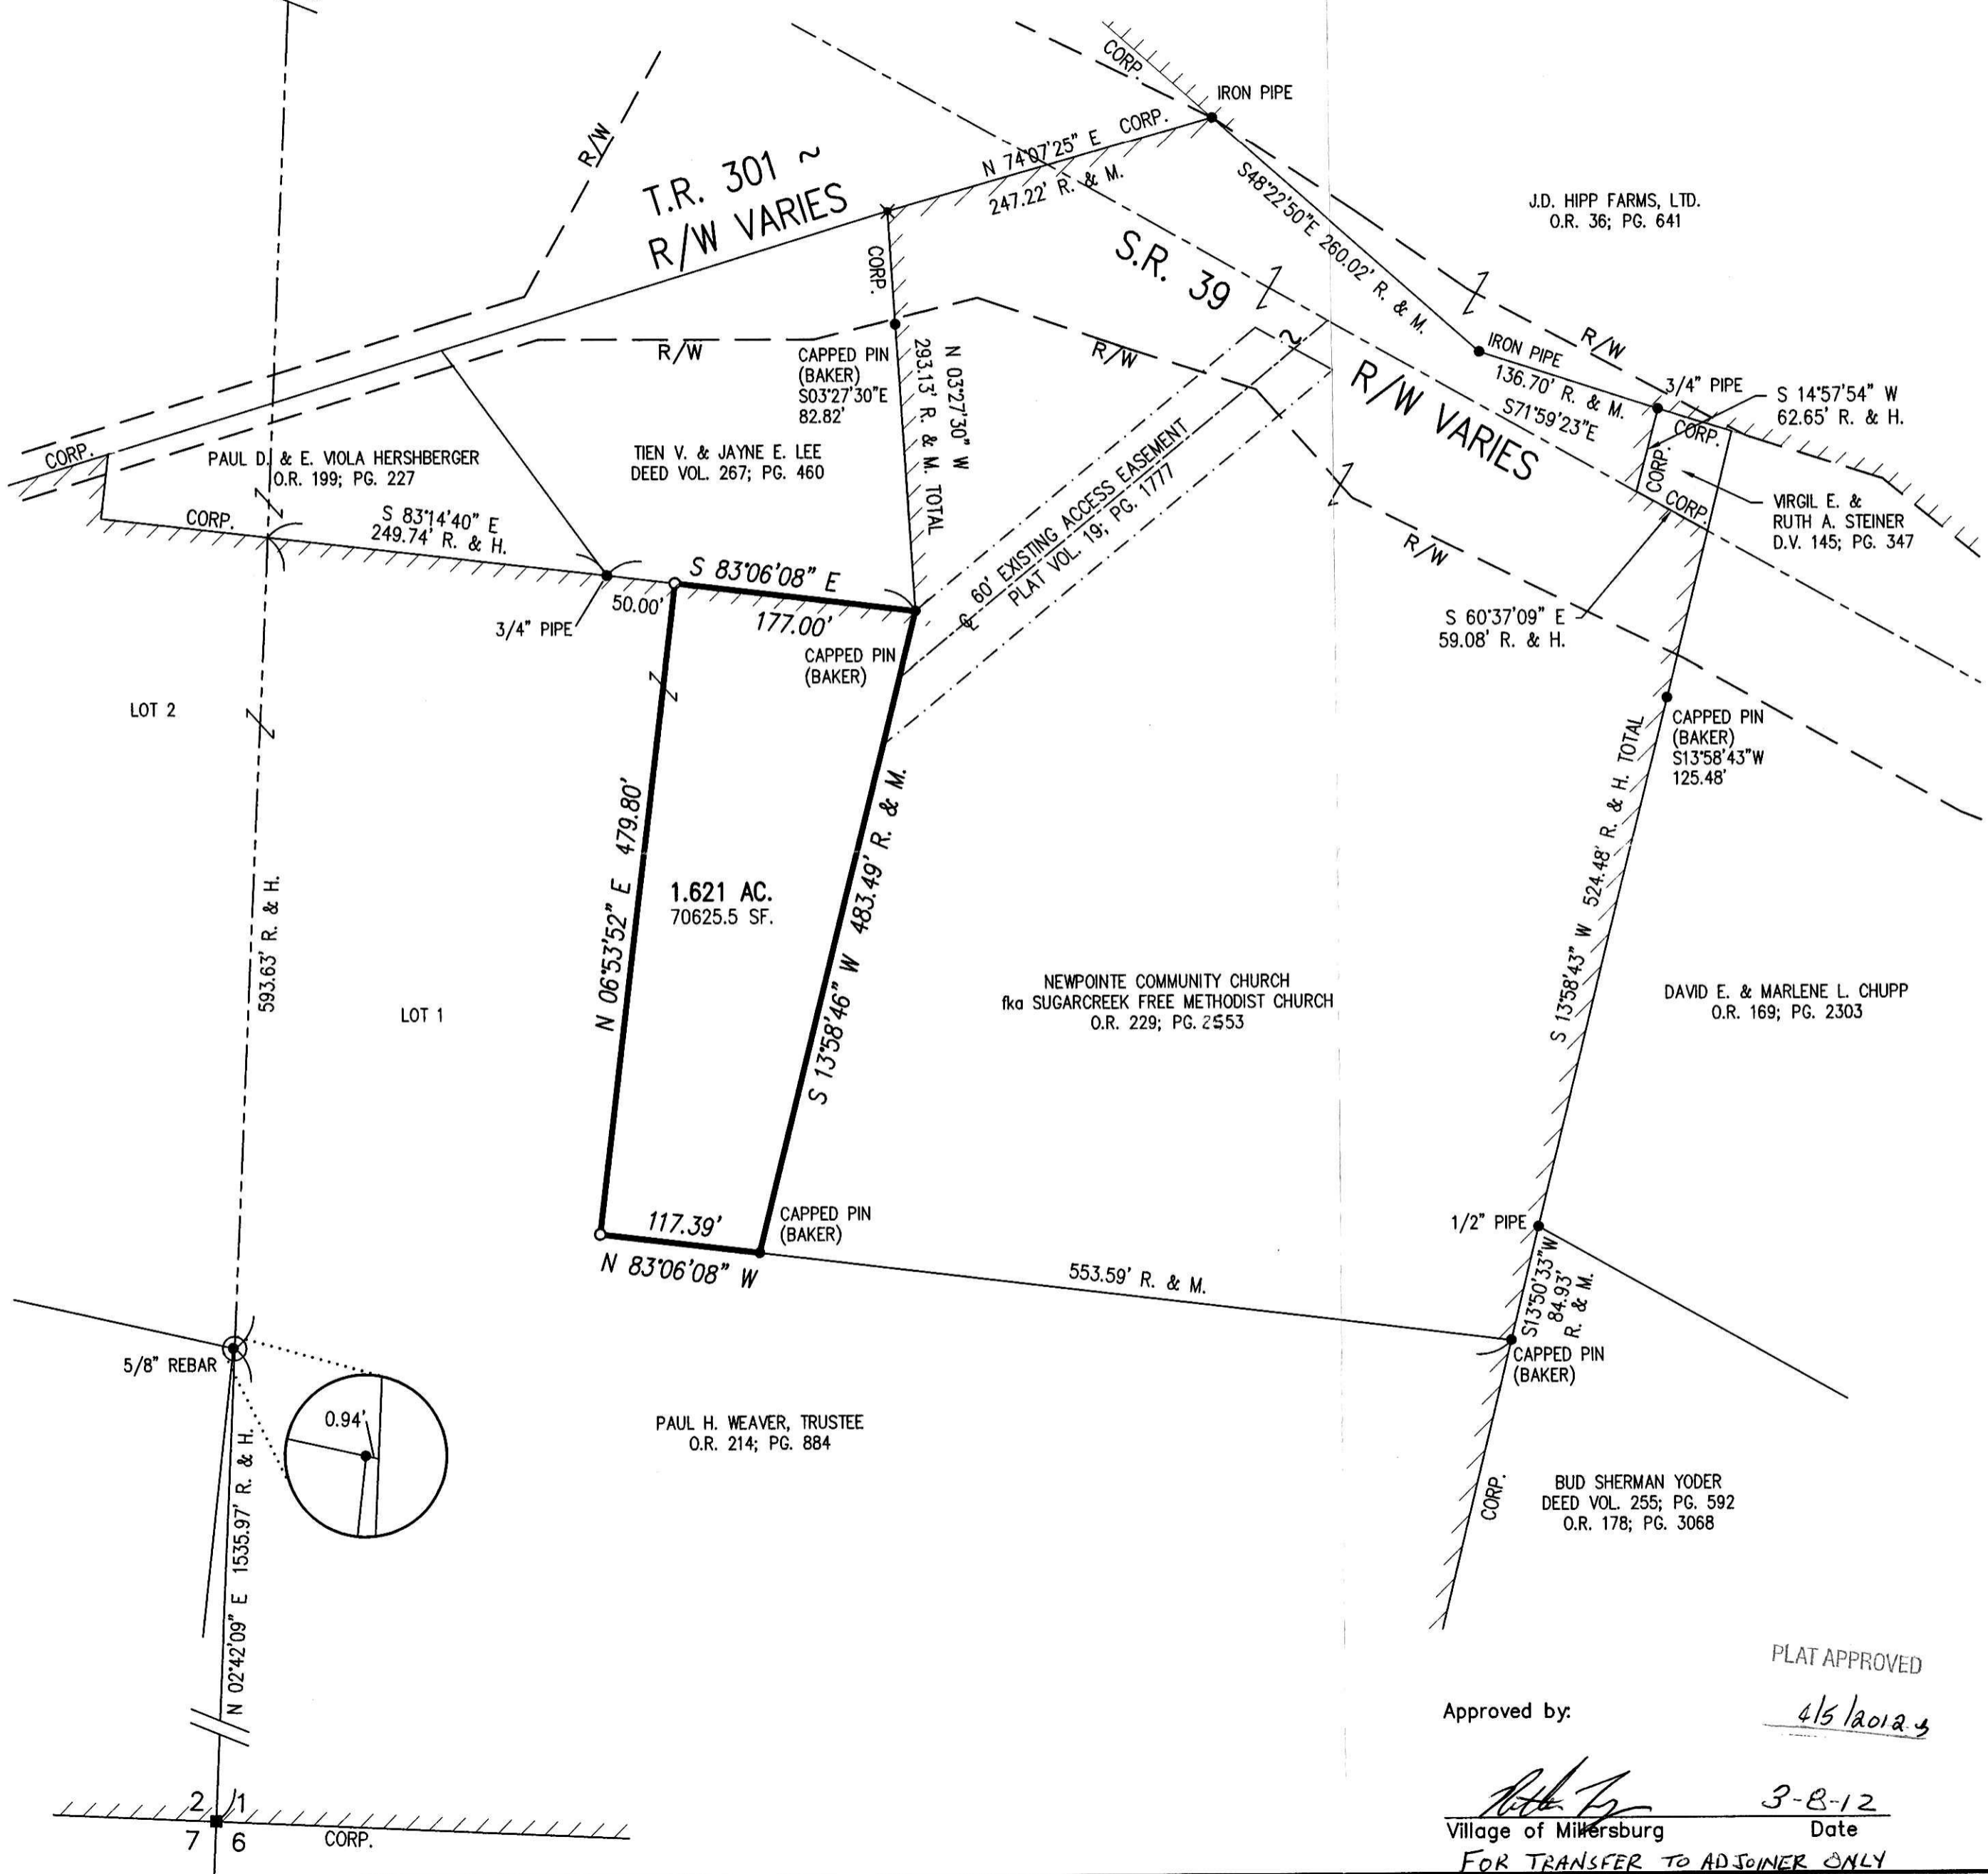 CORP.
IRON PIPE
R/W
T.R. 301 ~
R/W VARIES
N 74°07'25" E CORP.
247.22' R. & M.
S48°22'50"E 260.02' R. & M.
J.D. HIPP FARMS, LTD.
O.R. 36; PG. 641
S.R. 39 ~ R/W VARIES
CORP.
R/W
CAPPED PIN
(BAKER)
S03°27'30"E
82.82'
N 03°27'30" W
293.13' R. & M. TOTAL
R/W
R/W
IRON PIPE
136.70' R. & M.
S71°59'23"E
3/4" PIPE
S 14°57'54" W
62.65' R. & H.
CORP.
CORP.
CORP.
CORP.
PAUL D. & E. VIOLA HERSHBERGER
O.R. 199; PG. 227
TIEN V. & JAYNE E. LEE
DEED VOL. 267; PG. 460
CORP.
S 83°14'40" E
249.74' R. & H.
℄ 60' EXISTING ACCESS EASEMENT
PLAT VOL. 19; PG. 1777
VIRGIL E. &
RUTH A. STEINER
D.V. 145; PG. 347
R/W
S 60°37'09" E
59.08' R. & H.
3/4" PIPE
50.00'
S 83°06'08" E
177.00'
CAPPED PIN
(BAKER)
LOT 2
CAPPED PIN
(BAKER)
S13°58'43"W
125.48'
593.63' R. & H.
N 06°53'52" E 479.80'
1.621 AC.
70625.5 SF.
S 13°58'46" W 483.49' R. & M.
S 13°58'43" W 524.48' R. & H. TOTAL
LOT 1
NEWPOINTE COMMUNITY CHURCH
fka SUGARCREEK FREE METHODIST CHURCH
O.R. 229; PG. 2553
DAVID E. & MARLENE L. CHUPP
O.R. 169; PG. 2303
117.39'
N 83°06'08" W
CAPPED PIN
(BAKER)
553.59' R. & M.
1/2" PIPE
S13°50'33"W
84.93'
R. & M.
CAPPED PIN
(BAKER)
5/8" REBAR
0.94'
N 02°42'09" E 1535.97' R. & H.
PAUL H. WEAVER, TRUSTEE
O.R. 214; PG. 884
CORP.
BUD SHERMAN YODER
DEED VOL. 255; PG. 592
O.R. 178; PG. 3068
PLAT APPROVED
Approved by:
4/5/2012
3-8-12
Village of Millersburg
Date
FOR TRANSFER TO ADJOINER ONLY
2 1
7 6
CORP.